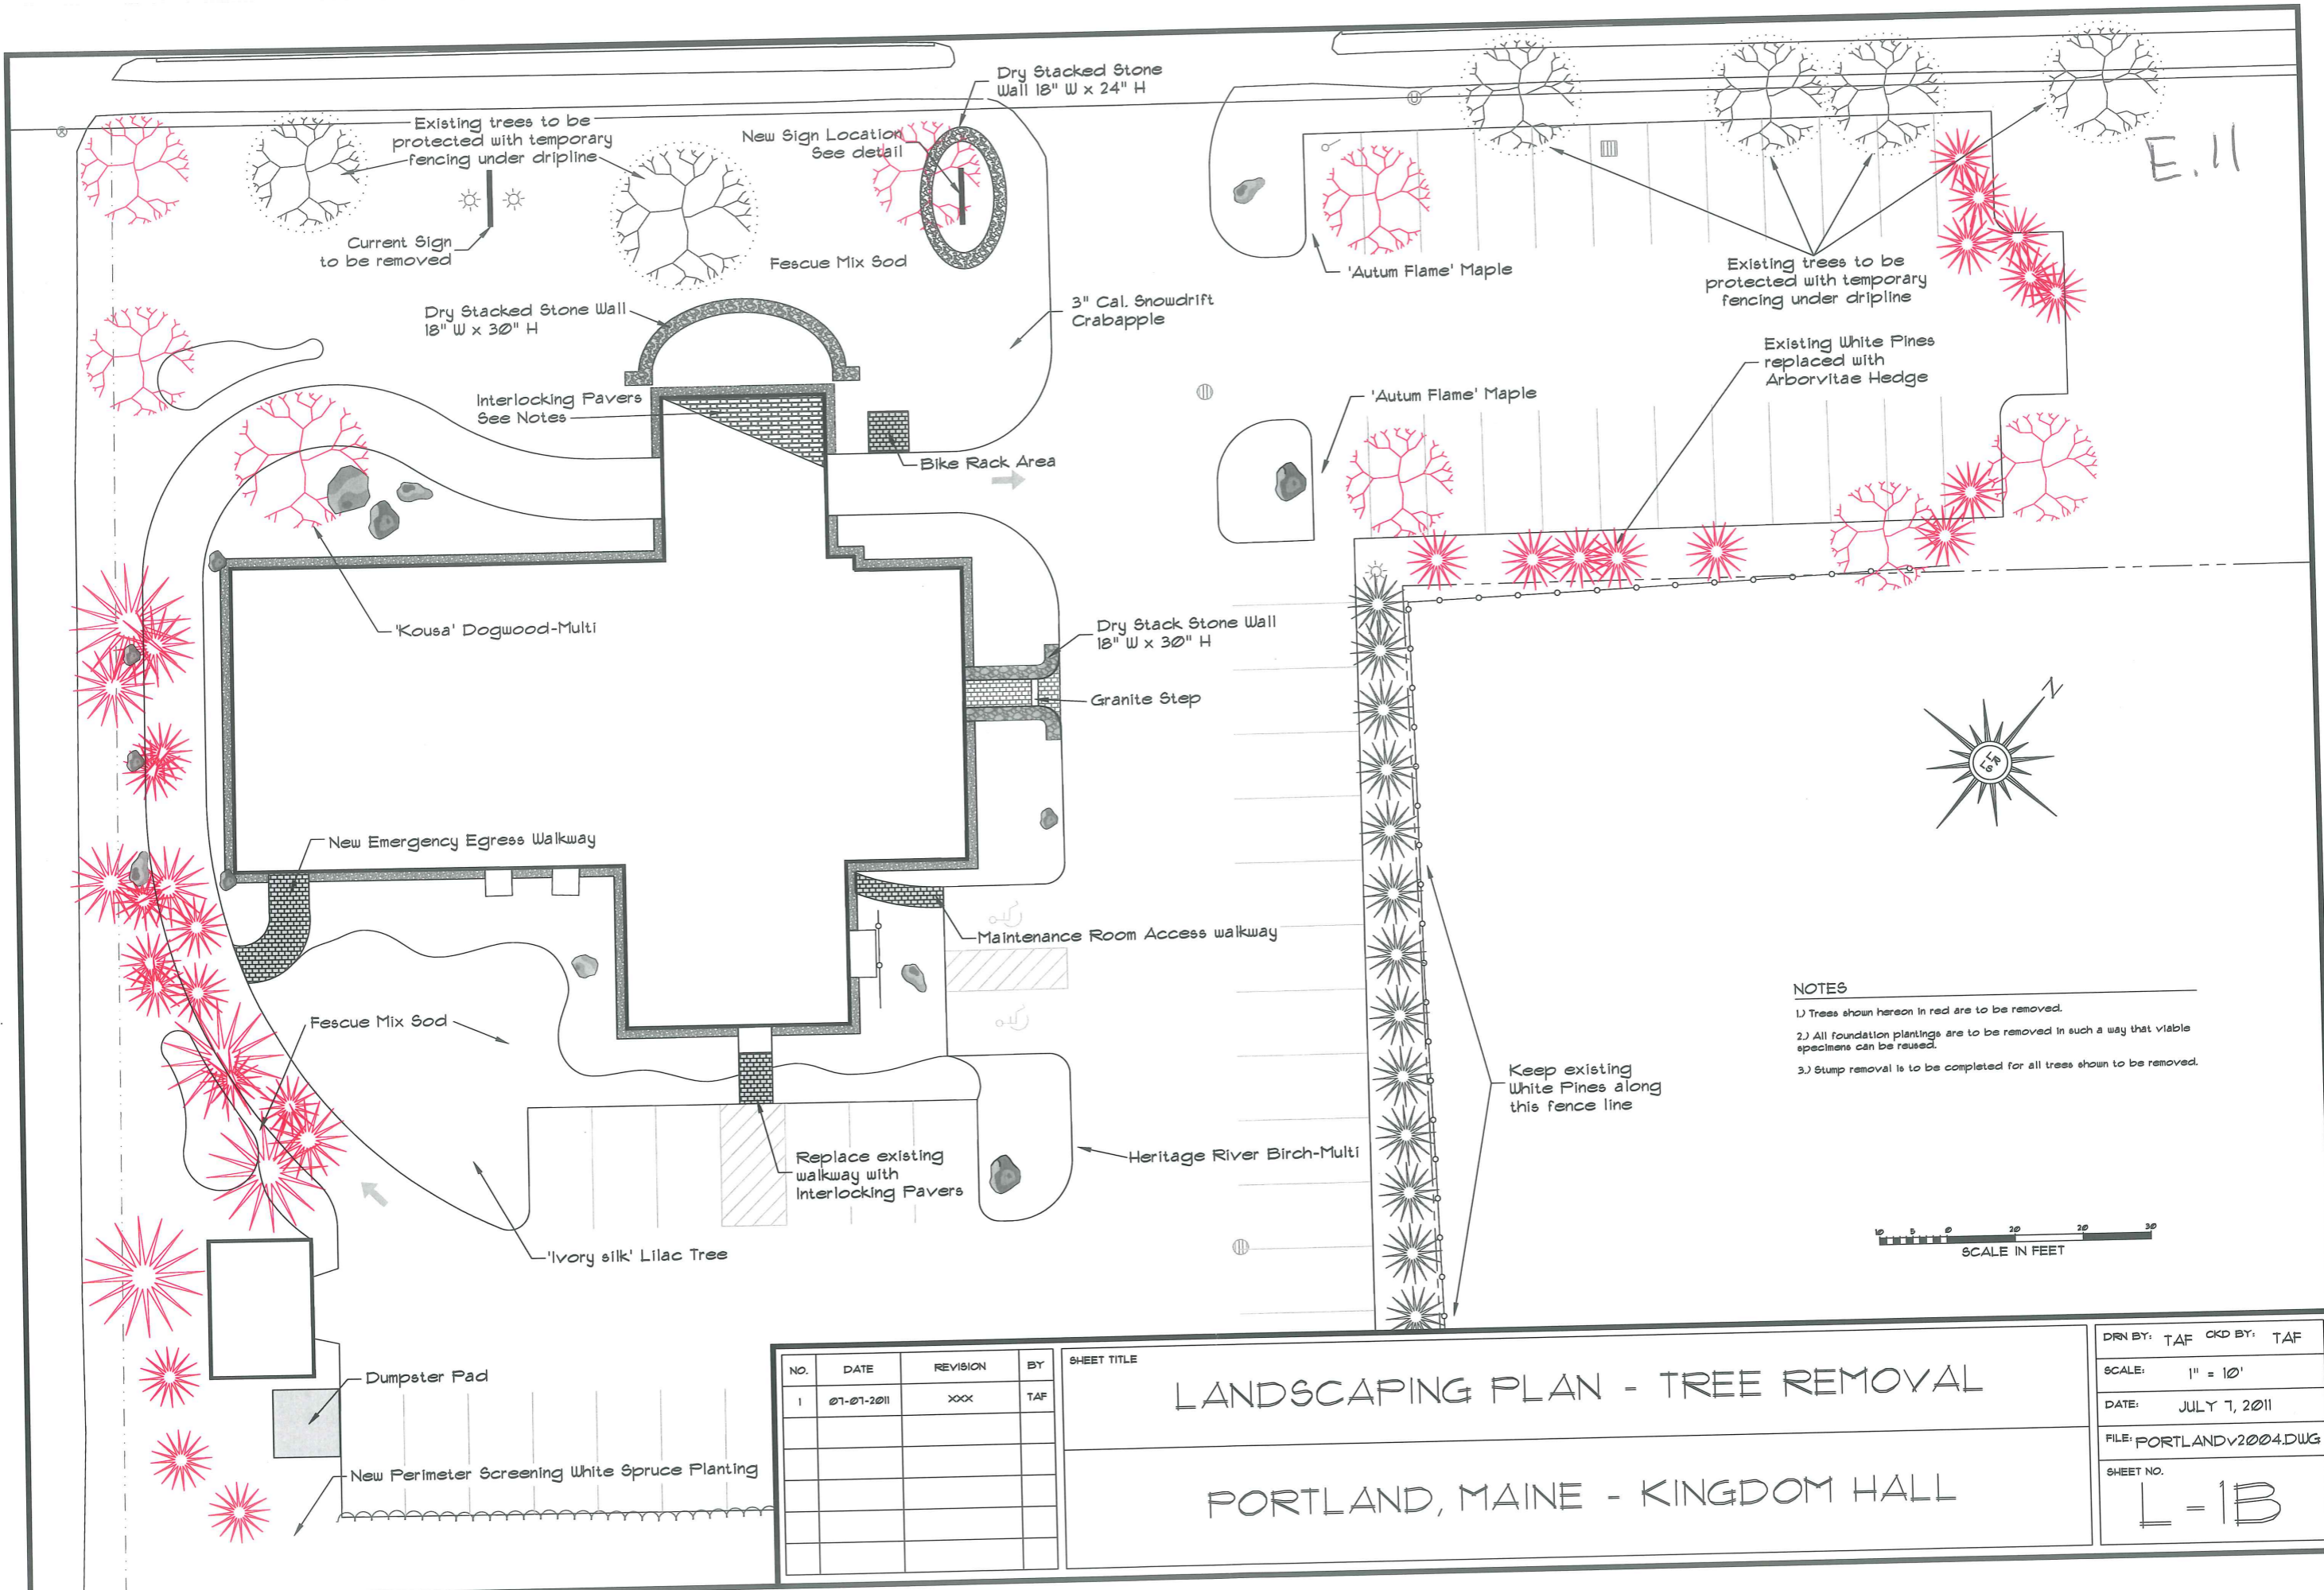 Dry Stacked Stone
Wall 18" W x 24" H
Existing trees to be
protected with temporary
fencing under dripline
New Sign Location
See detail
E.11
Current Sign
to be removed
Fescue Mix Sod
'Autum Flame' Maple
Existing trees to be
protected with temporary
fencing under dripline
Dry Stacked Stone Wall
18" W x 30" H
3" Cal. Snowdrift
Crabapple
Existing White Pines
replaced with
Arborvitae Hedge
Interlocking Pavers
See Notes
'Autum Flame' Maple
Bike Rack Area
'Kousa' Dogwood-Multi
Dry Stack Stone Wall
18" W x 30" H
Granite Step
N
LR
LS
New Emergency Egress Walkway
Maintenance Room Access walkway
Fescue Mix Sod
NOTES
1.) Trees shown hereon in red are to be removed.
2.) All foundation plantings are to be removed in such a way that viable
specimens can be reused.
3.) Stump removal is to be completed for all trees shown to be removed.
Keep existing
White Pines along
this fence line
Replace existing
walkway with
Interlocking Pavers
Heritage River Birch-Multi
'Ivory silk' Lilac Tree
10 5 0 20 20 30
SCALE IN FEET
Dumpster Pad
New Perimeter Screening White Spruce Planting
NO. DATE REVISION BY
1 07-07-2011 XXX TAF
SHEET TITLE
LANDSCAPING PLAN - TREE REMOVAL
PORTLAND, MAINE - KINGDOM HALL
DRN BY: TAF CKD BY: TAF
SCALE: 1" = 10'
DATE: JULY 7, 2011
FILE: PORTLANDv2004.DWG
SHEET NO.
L-1B